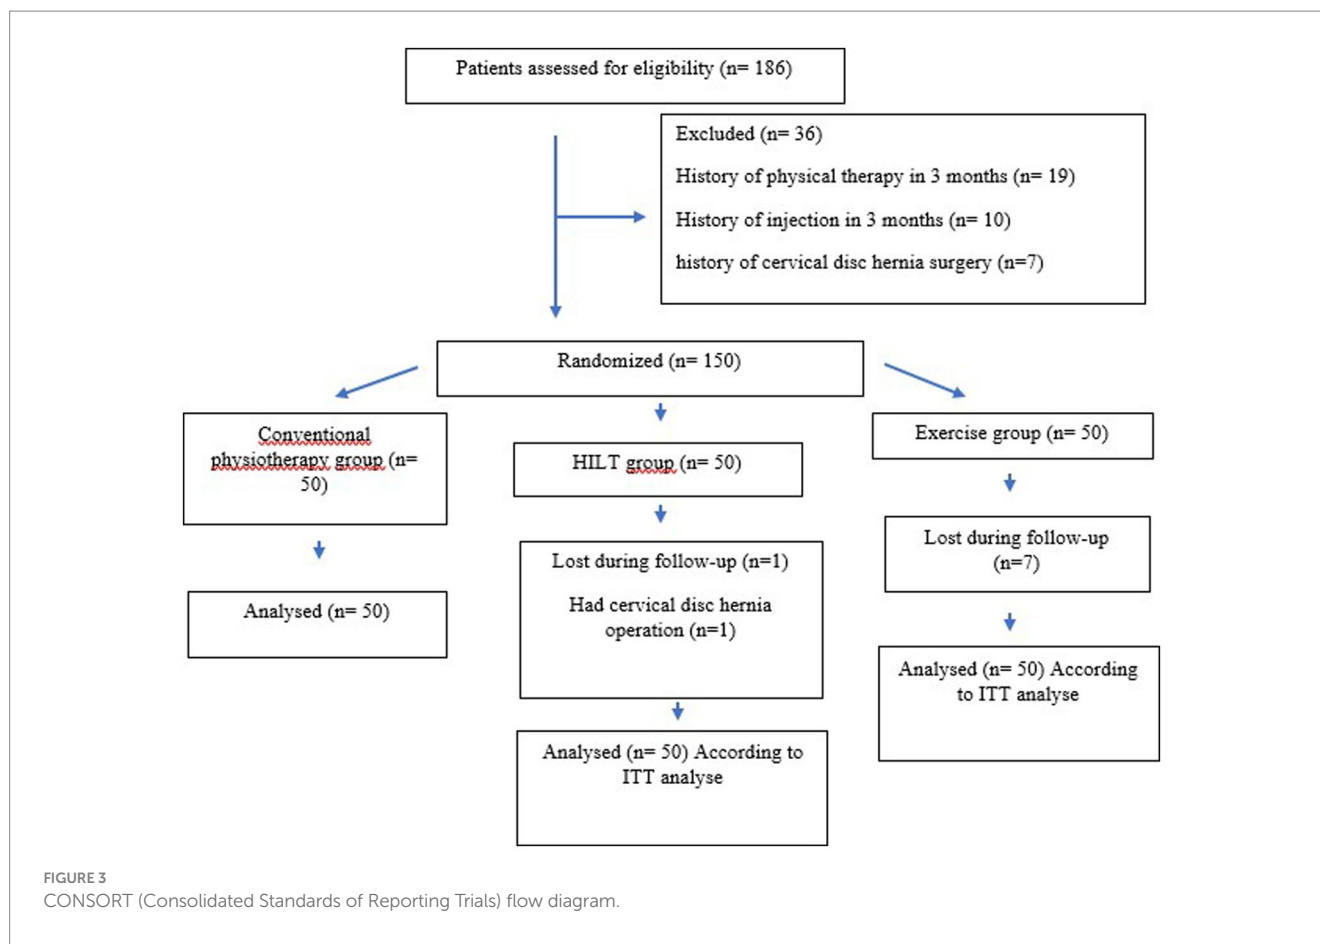 Patients assessed for eligibility (n= 186)
Excluded (n= 36)
History of physical therapy in 3 months (n= 19)
History of injection in 3 months (n= 10)
history of cervical disc hernia surgery (n=7)
Randomized (n= 150)
Conventional
physiotherapy group (n=
50)
Analysed (n= 50)
HILT group (n= 50)
Lost during follow-up (n=1)
Had cervical disc hernia
operation (n=1)
Analysed (n= 50) According to
ITT analyse
Exercise group (n= 50)
Lost during follow-up
(n=7)
Analysed (n= 50) According
to ITT analyse
FIGURE 3
CONSORT (Consolidated Standards of Reporting Trials) flow diagram.